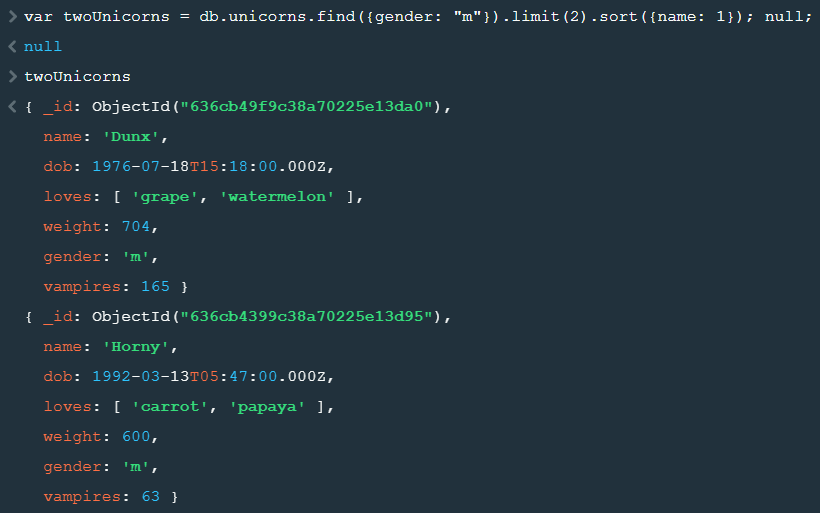 > var twoUnicorns = db.unicorns.find({gender: "m"}).limit(2).sort({name: 1}); null;
< null
> twoUnicorns
< { _id: ObjectId("636cb49f9c38a70225e13da0"),
name: 'Dunx',
dob: 1976-07-18T15:18:00.000Z,
loves: [ 'grape', 'watermelon' ],
weight: 704,
gender: 'm',
vampires: 165 }
{ _id: ObjectId("636cb4399c38a70225e13d95"),
name: 'Horny',
dob: 1992-03-13T05:47:00.000Z,
loves: [ 'carrot', 'papaya' ],
weight: 600,
gender: 'm',
vampires: 63 }